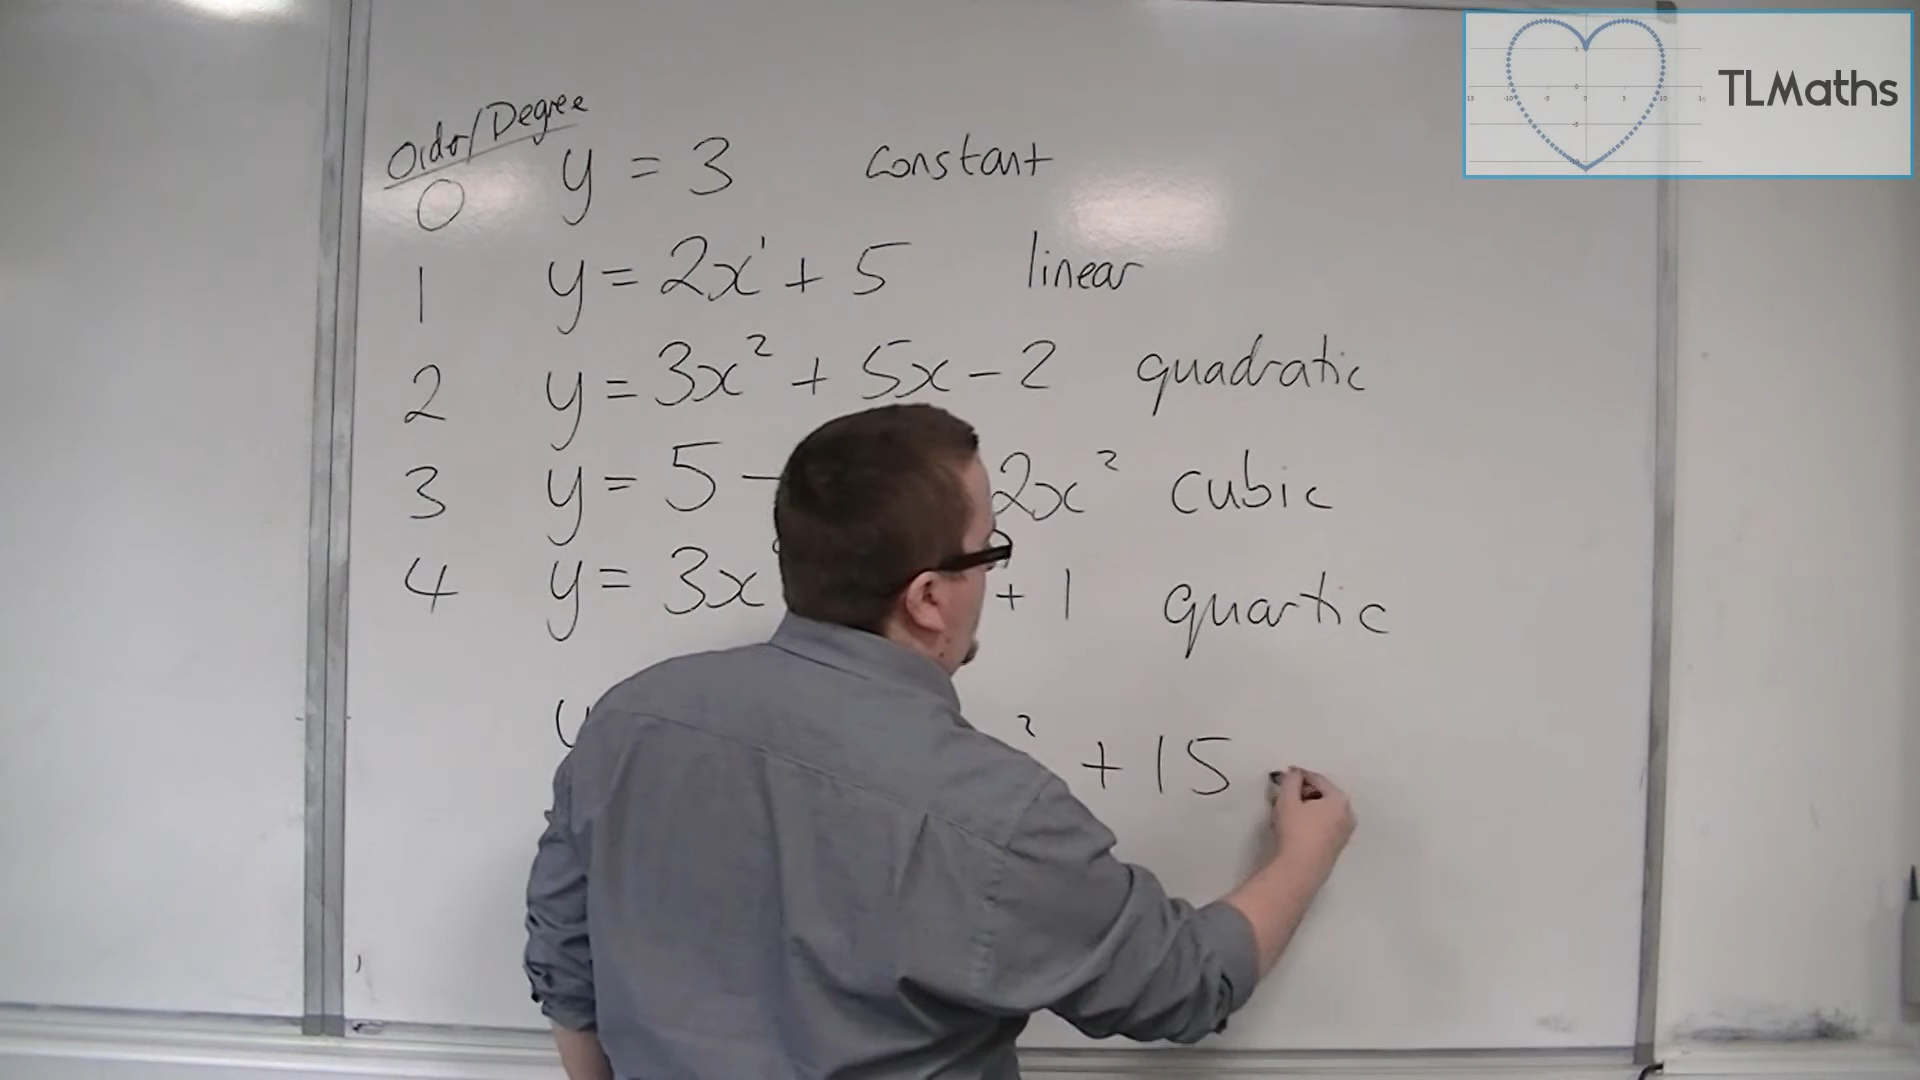 TLMaths
Order/Degree
0 y = 3 constant
1 y = 2x¹ + 5 linear
2 y = 3x² + 5x - 2 quadratic
3 y = 5 - 2x² cubic
4 y = 3x + 1 quartic
y ² + 15